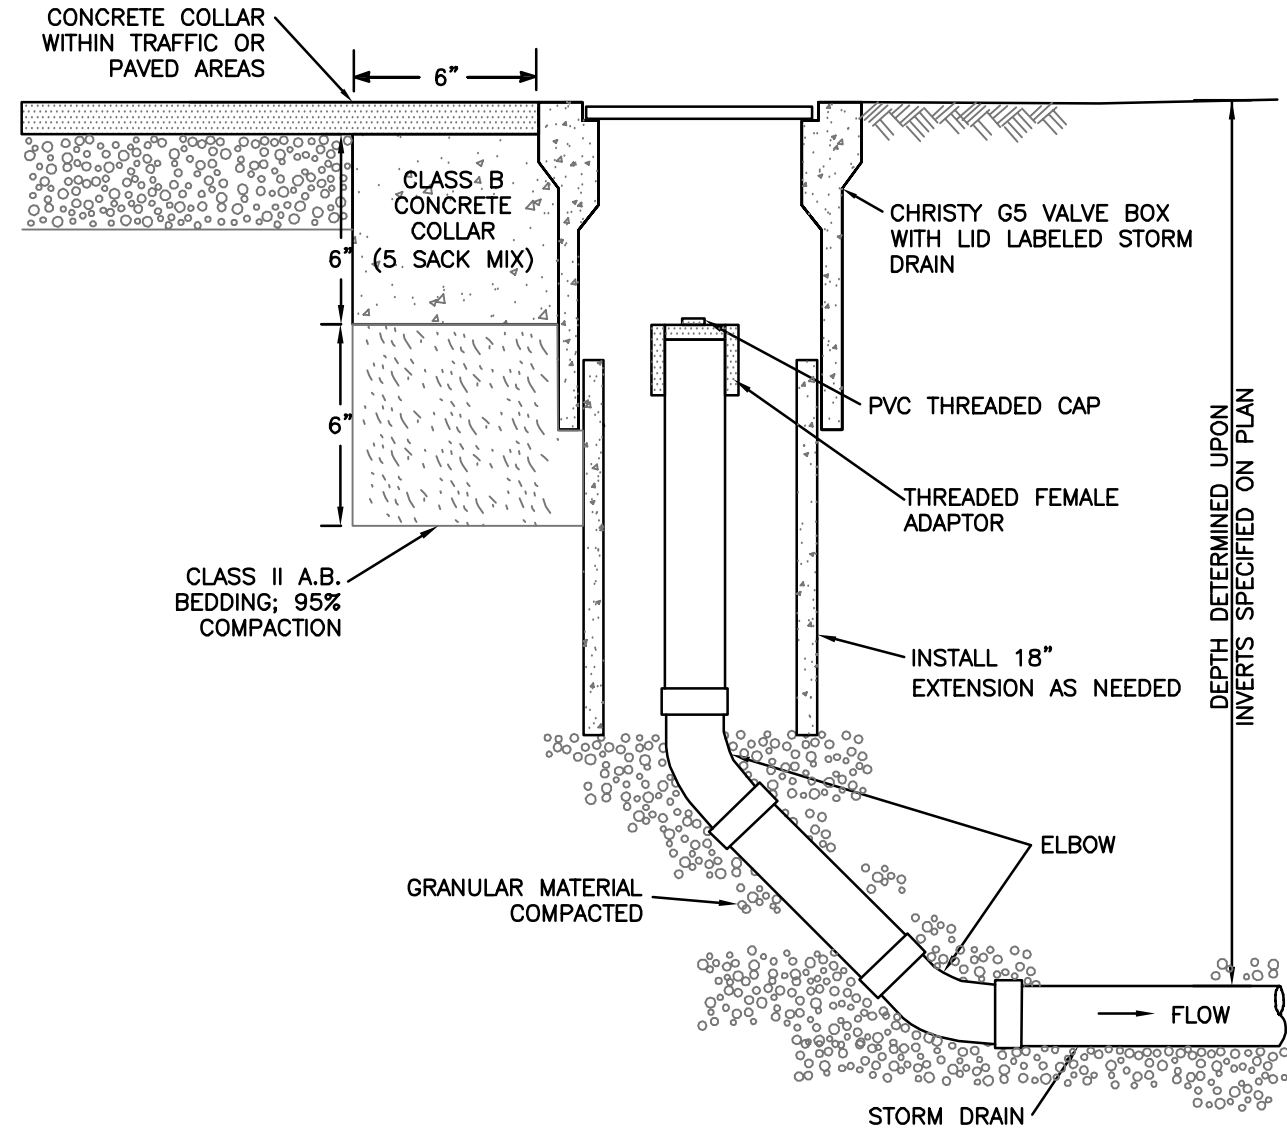 CONCRETE COLLAR
WITHIN TRAFFIC OR
PAVED AREAS
6"
CLASS B
CONCRETE
COLLAR
(5 SACK MIX)
6"
6"
CHRISTY G5 VALVE BOX
WITH LID LABELED STORM
DRAIN
PVC THREADED CAP
THREADED FEMALE
ADAPTOR
CLASS II A.B.
BEDDING; 95%
COMPACTION
INSTALL 18"
EXTENSION AS NEEDED
DEPTH DETERMINED UPON
INVERTS SPECIFIED ON PLAN
ELBOW
GRANULAR MATERIAL
COMPACTED
FLOW
STORM DRAIN